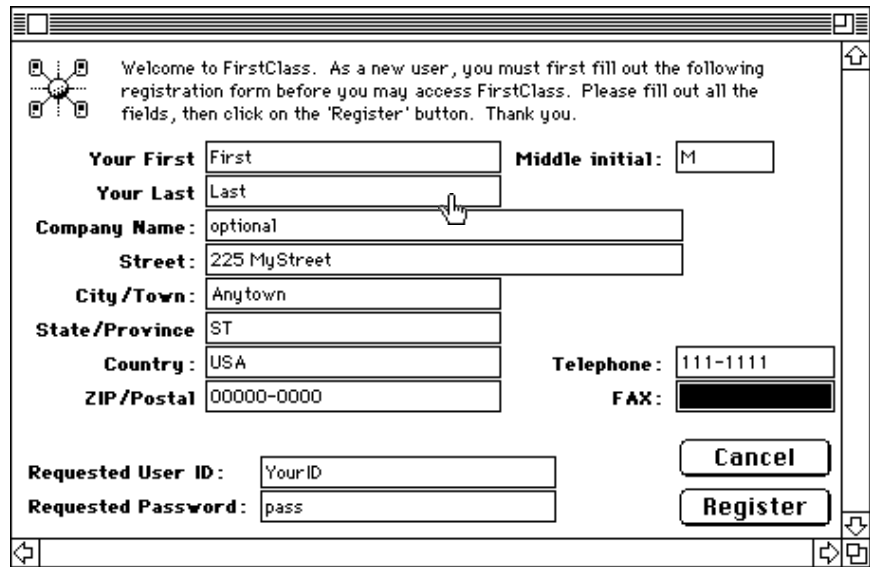 Welcome to FirstClass. As a new user, you must first fill out the following
registration form before you may access FirstClass. Please fill out all the
fields, then click on the 'Register' button. Thank you.
Your First First Middle initial: M
Your Last Last
Company Name: optional
Street: 225 MyStreet
City/Town: Anytown
State/Province ST
Country: USA Telephone: 111-1111
ZIP/Postal 00000-0000 FAX:
Cancel
Requested User ID: YourID
Requested Password: pass Register